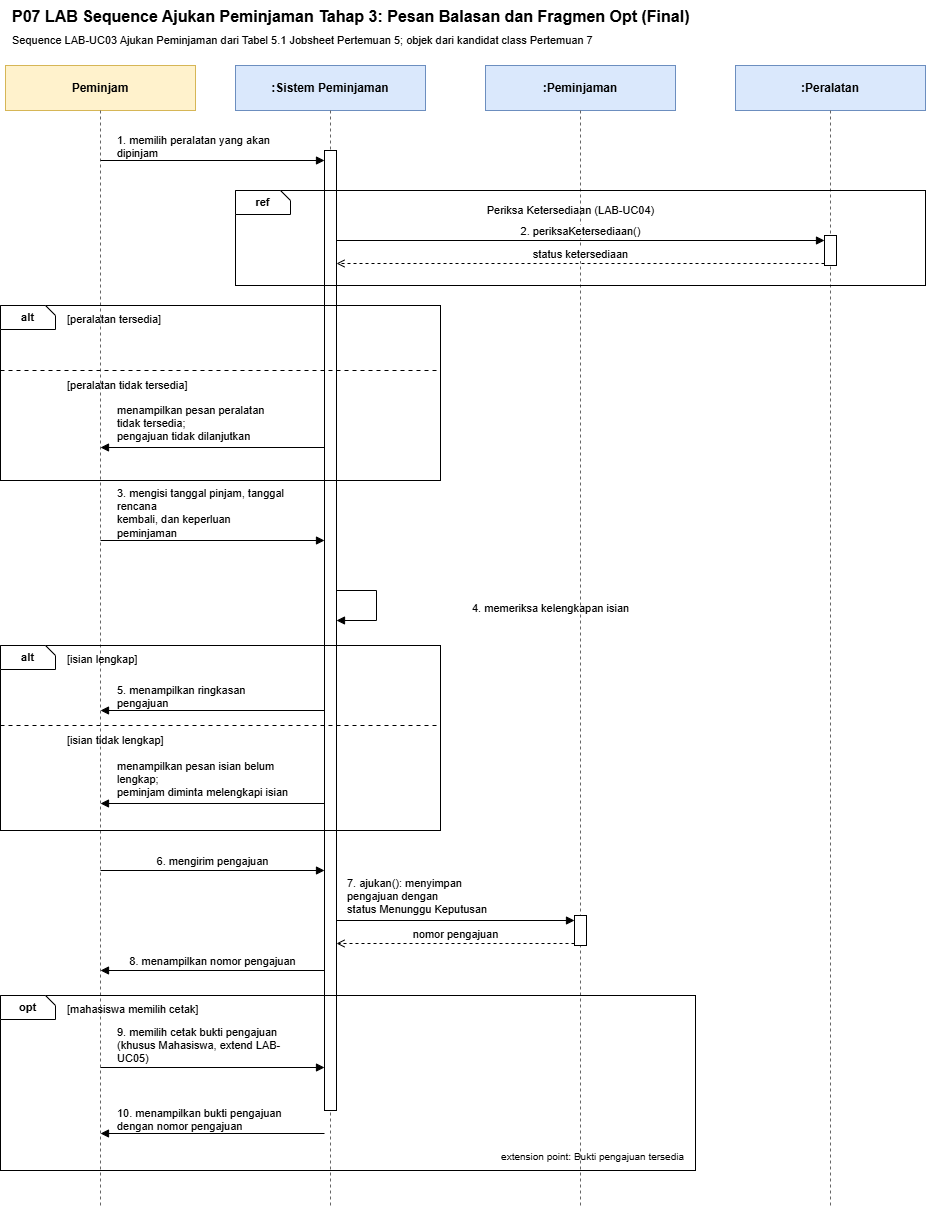 P07 LAB Sequence Ajukan Peminjaman Tahap 3: Pesan Balasan dan Fragmen Opt (Final)
Sequence LAB-UC03 Ajukan Peminjaman dari Tabel 5.1 Jobsheet Pertemuan 5; objek dari kandidat class Pertemuan 7
Peminjam
:Sistem Peminjaman
:Peminjaman
:Peralatan
1. memilih peralatan yang akan
dipinjam
ref
Periksa Ketersediaan (LAB-UC04)
2. periksaKetersediaan()
status ketersediaan
alt
[peralatan tersedia]
[peralatan tidak tersedia]
menampilkan pesan peralatan
tidak tersedia;
pengajuan tidak dilanjutkan
3. mengisi tanggal pinjam, tanggal
rencana
kembali, dan keperluan
peminjaman
4. memeriksa kelengkapan isian
alt
[isian lengkap]
5. menampilkan ringkasan
pengajuan
[isian tidak lengkap]
menampilkan pesan isian belum
lengkap;
peminjam diminta melengkapi isian
6. mengirim pengajuan
7. ajukan(): menyimpan
pengajuan dengan
status Menunggu Keputusan
nomor pengajuan
8. menampilkan nomor pengajuan
opt
[mahasiswa memilih cetak]
9. memilih cetak bukti pengajuan
(khusus Mahasiswa, extend LAB-
UC05)
10. menampilkan bukti pengajuan
dengan nomor pengajuan
extension point: Bukti pengajuan tersedia